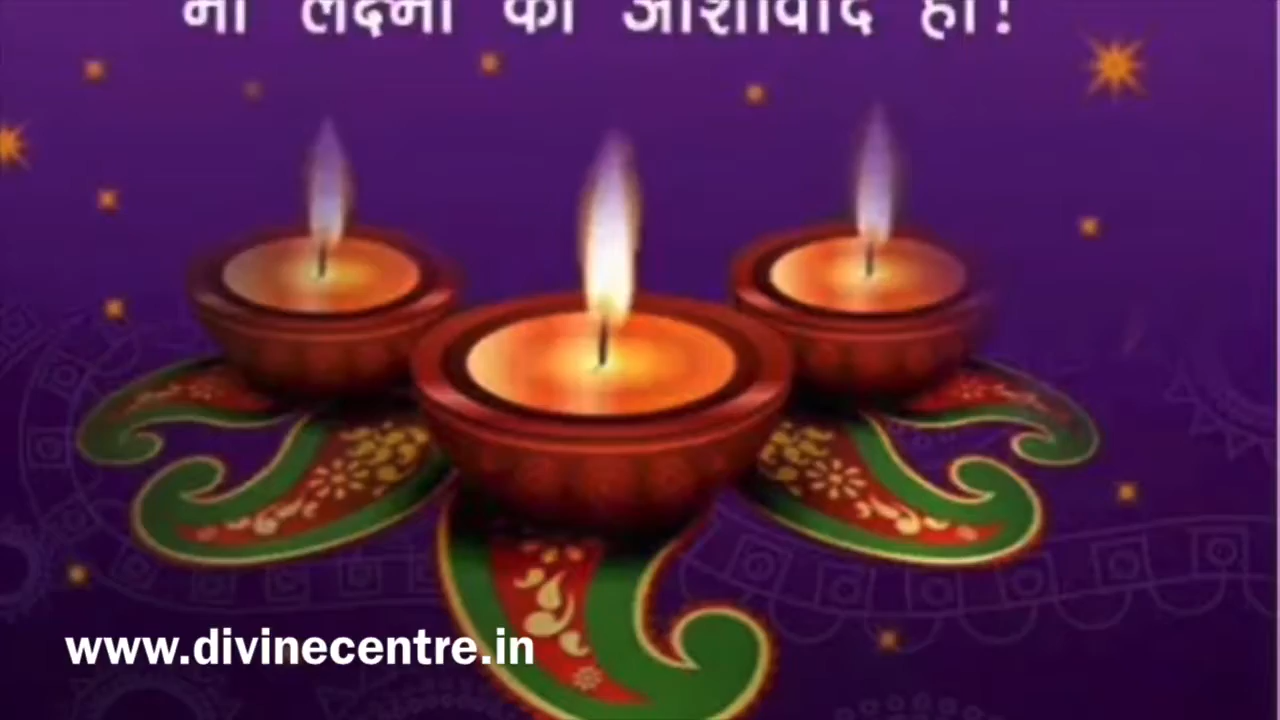 माँ लक्ष्मी का आशीर्वाद हो!
www.divinecentre.in